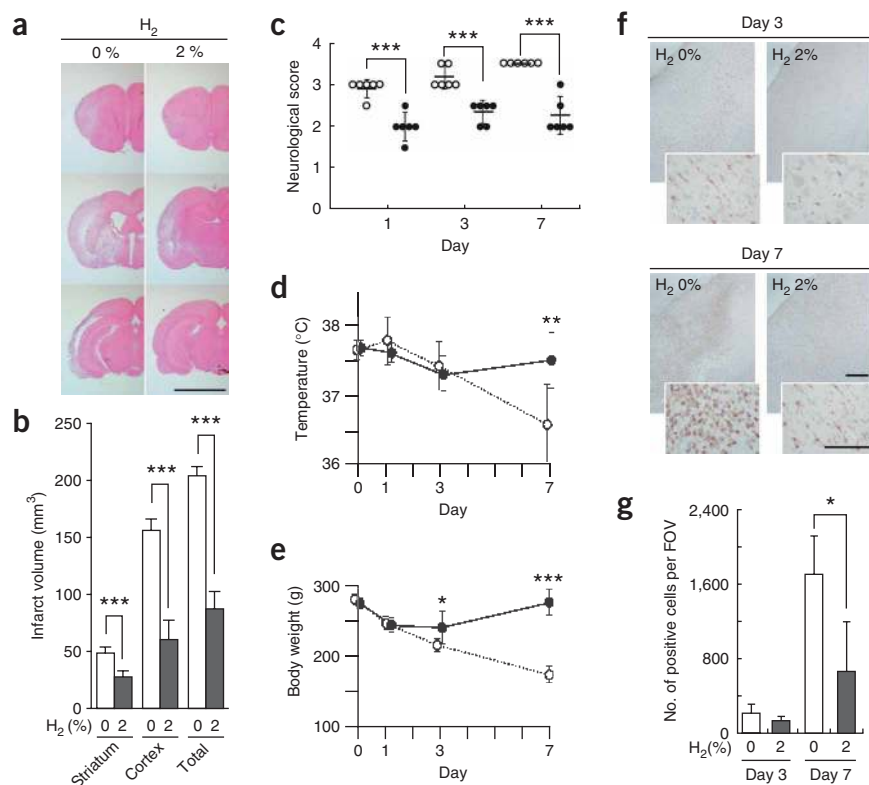 a
H₂
0 %
2 %
b
Infarct volume (mm³)
250
200
150
100
50
0
***
***
***
H₂ (%)
0
2
0
2
0
2
Striatum
Cortex
Total
c
Neurological score
4
3
2
1
0
***
***
***
1
3
7
Day
d
Temperature (°C)
38
37
36
**
0
1
3
7
Day
e
Body weight (g)
300
200
100
*
***
0
1
3
7
Day
f
Day 3
H₂ 0%
H₂ 2%
Day 7
H₂ 0%
H₂ 2%
g
No. of positive cells per FOV
2,400
1,600
800
0
*
H₂(%)
0
2
0
2
Day 3
Day 7